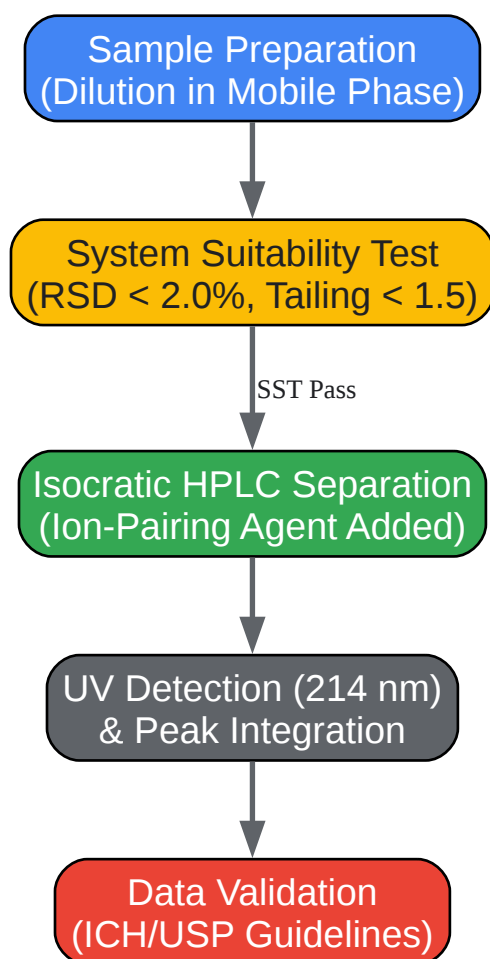 Sample Preparation
(Dilution in Mobile Phase)
System Suitability Test
(RSD < 2.0%, Tailing < 1.5)
SST Pass
Isocratic HPLC Separation
(Ion-Pairing Agent Added)
UV Detection (214 nm)
& Peak Integration
Data Validation
(ICH/USP Guidelines)